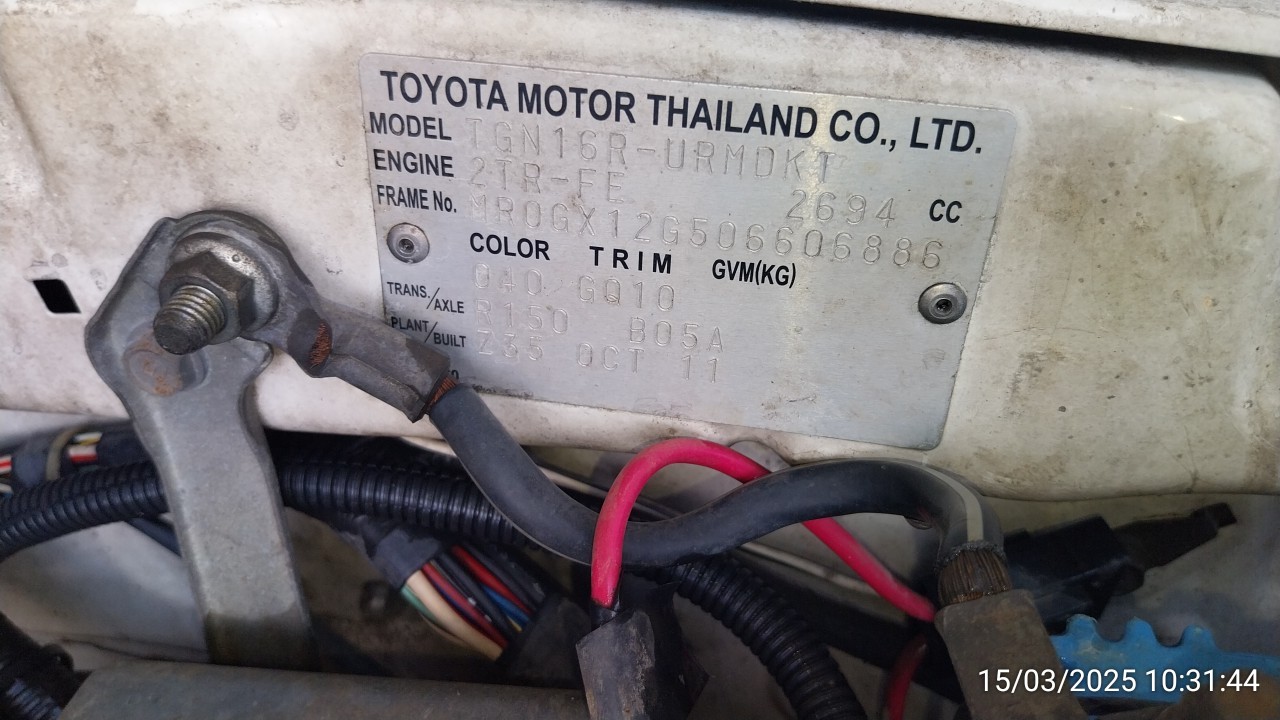 TOYOTA MOTOR THAILAND CO., LTD.
MODEL TGN16R-URMDKT
ENGINE 2TR-FE 2694 CC
FRAME No. MR0GX12G506606886
COLOR TRIM GVM(KG)
040 GQ10
TRANS./AXLE R150 B05A
PLANT/BUILT Z35 OCT 11
15/03/2025 10:31:44